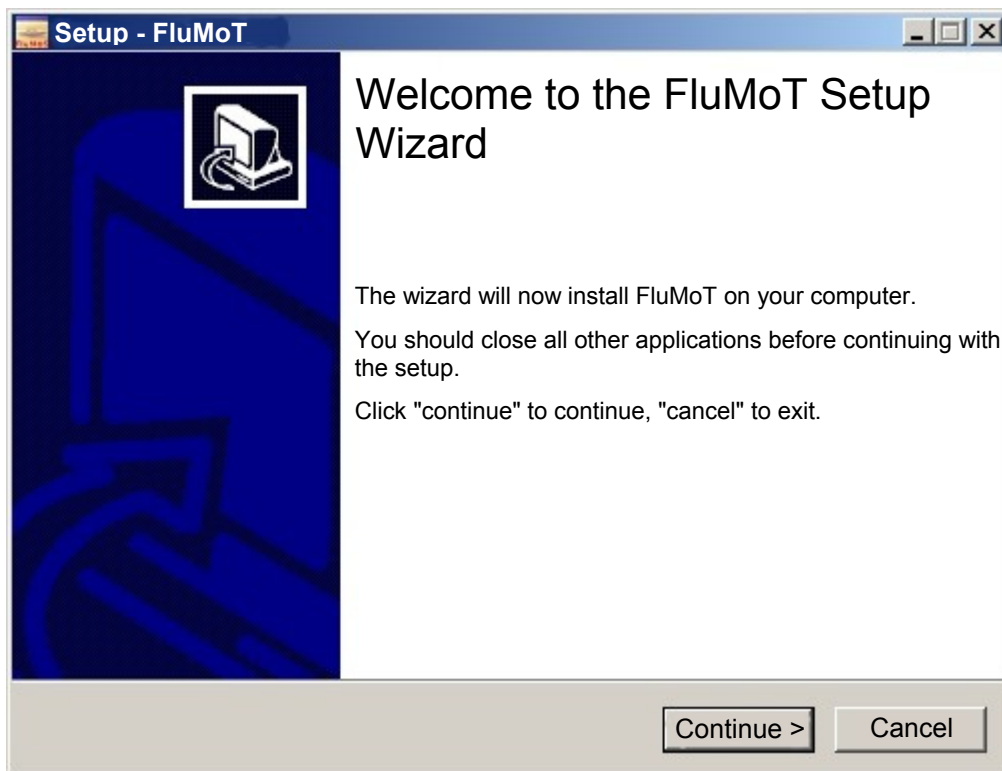 Setup - FluMoT
Welcome to the FluMoT Setup
Wizard
The wizard will now install FluMoT on your computer.
You should close all other applications before continuing with
the setup.
Click "continue" to continue, "cancel" to exit.
Continue >
Cancel